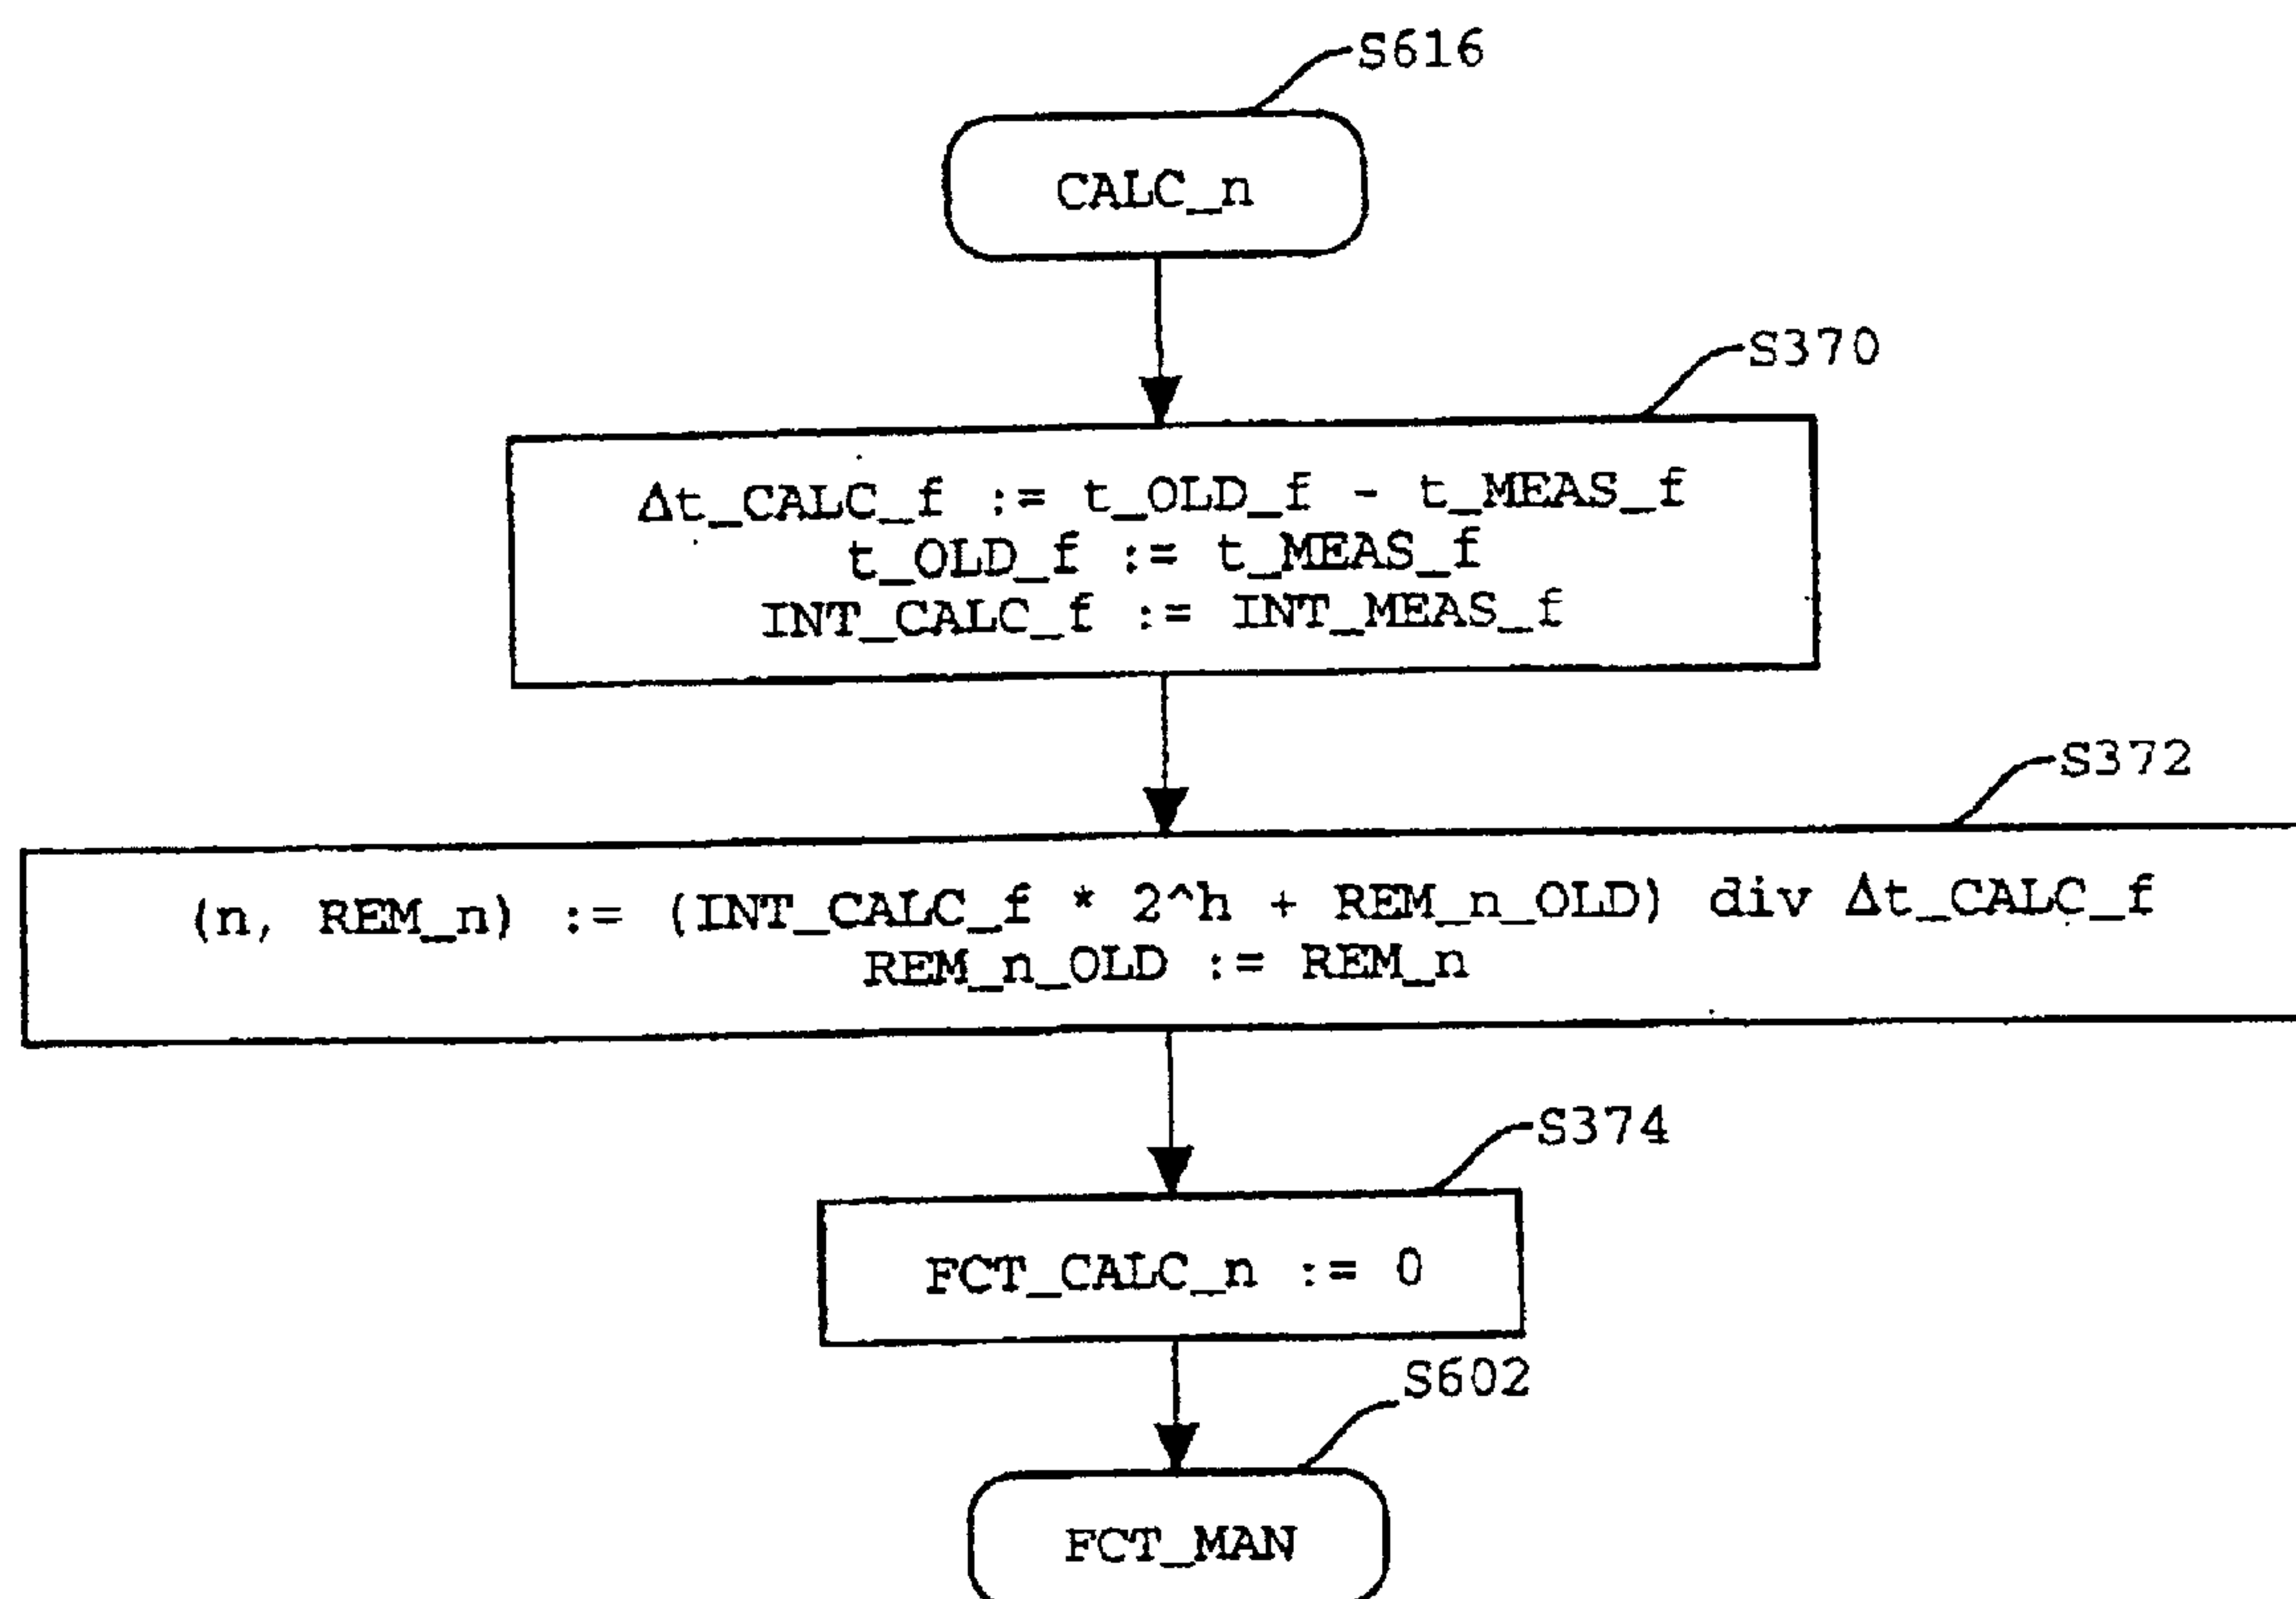 S616
CALC_n
S370
Δt_CALC_f := t_OLD_f - t_MEAS_f
t_OLD_f := t_MEAS_f
INT_CALC_f := INT_MEAS_f
S372
(n, REM_n) := (INT_CALC_f * 2^h + REM_n_OLD) div Δt_CALC_f
REM_n_OLD := REM_n
S374
FCT_CALC_n := 0
S602
FCT_MAN